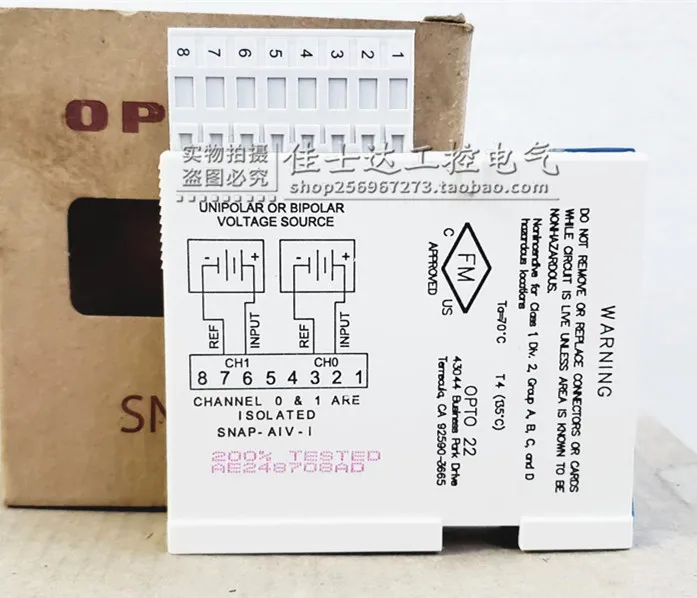 8 7 6 5 4 3 2 1
OP
实物拍摄
盗图必究
佳士达工控电气
shop256967273.taobao.com
UNIPOLAR OR BIPOLAR
VOLTAGE SOURCE
- + - +
REF INPUT REF INPUT
CH1 CH0
8 7 6 5 4 3 2 1
CHANNEL 0 & 1 ARE
ISOLATED
SNAP-AIV-I
200% TESTED
AE248708AD
FM
C US
APPROVED
Ta=70°C T4 (135°C)
OPTO 22
43044 Business Park Drive
Temecula, CA 92590-3665
WARNING
DO NOT REMOVE OR REPLACE CONNECTORS OR CARDS
WHILE CIRCUIT IS LIVE UNLESS AREA IS KNOWN TO BE
NONHAZARDOUS.
Nonincendive for Class 1 Div. 2, Group A, B, C, and D
hazardous locations
SN